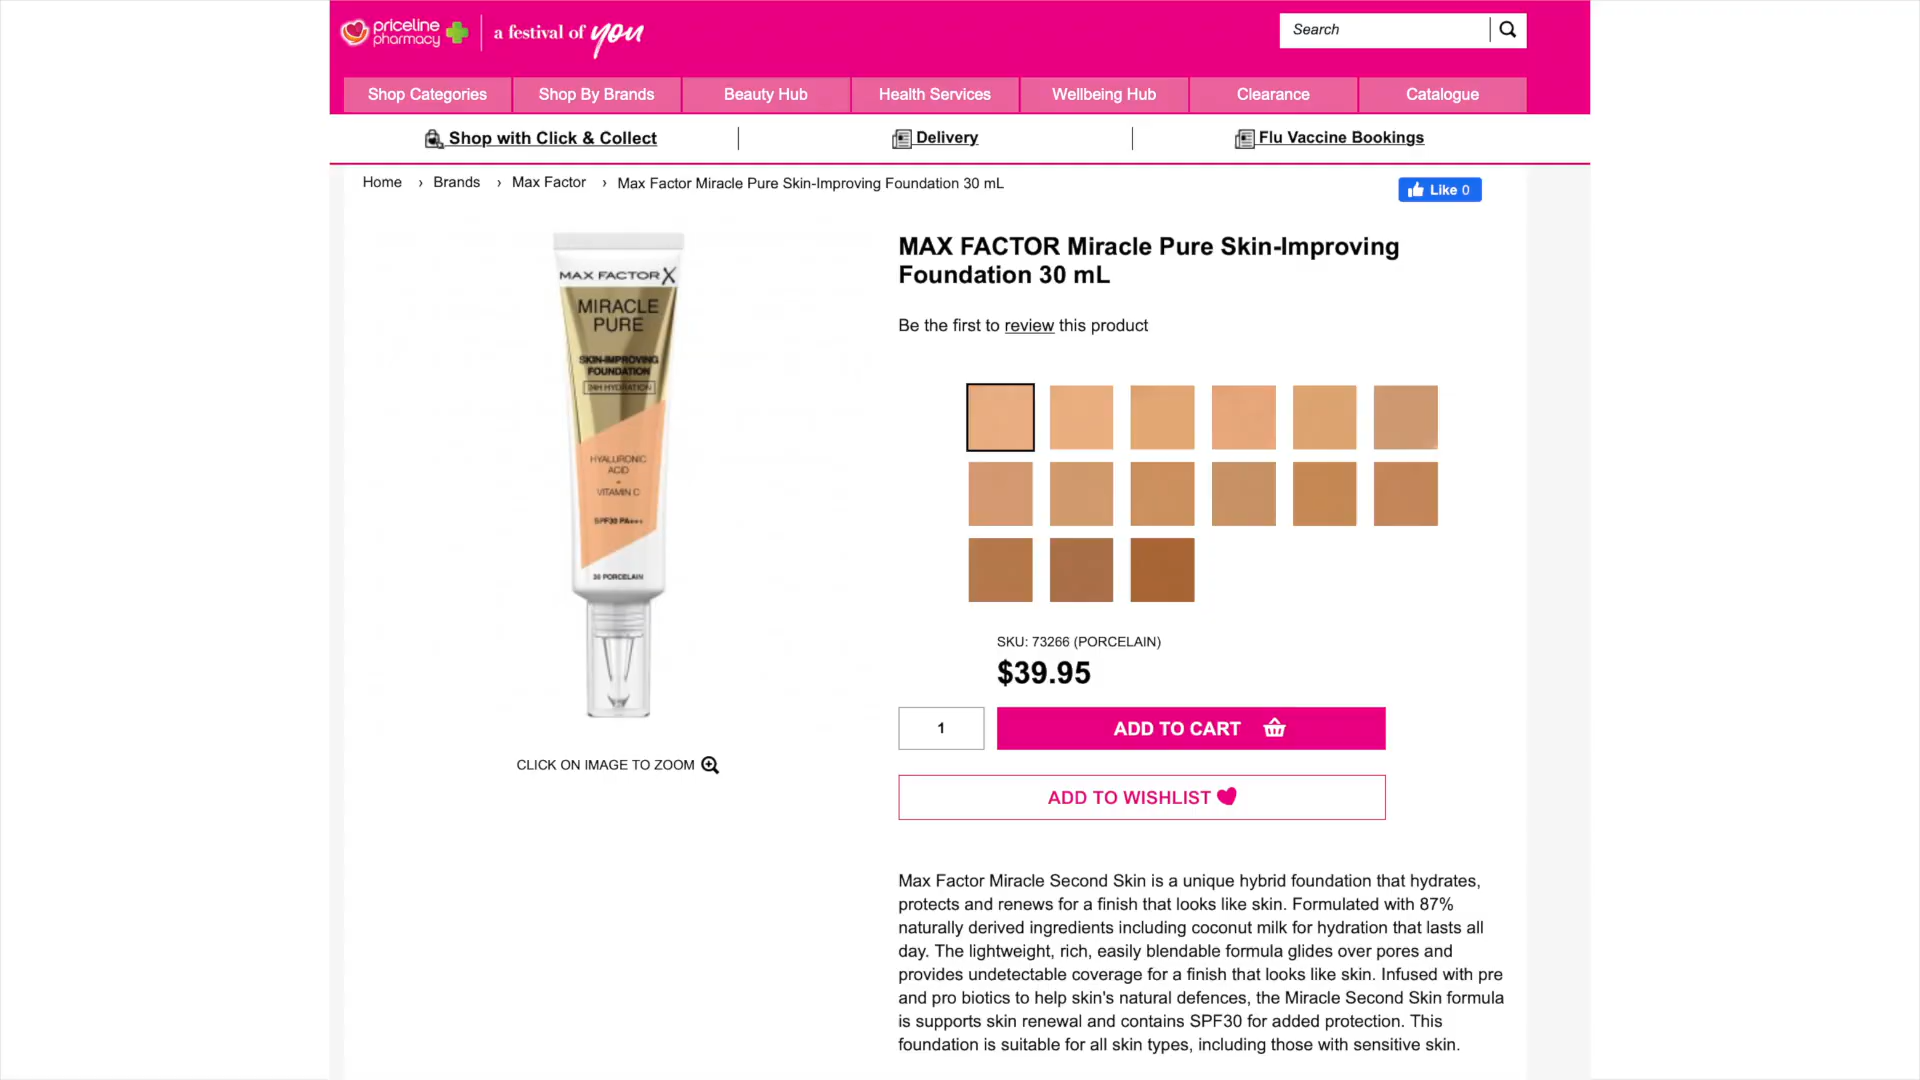 priceline
pharmacy
a festival of you
Search
Shop Categories
Shop By Brands
Beauty Hub
Health Services
Wellbeing Hub
Clearance
Catalogue
Shop with Click & Collect
Delivery
Flu Vaccine Bookings
Home › Brands › Max Factor › Max Factor Miracle Pure Skin-Improving Foundation 30 mL
Like 0
MAX FACTOR X
MIRACLE
PURE
SKIN-IMPROVING
FOUNDATION
24H HYDRATION
HYALURONIC
ACID
+
VITAMIN C
SPF30 PA+++
30 PORCELAIN
CLICK ON IMAGE TO ZOOM
MAX FACTOR Miracle Pure Skin-Improving
Foundation 30 mL
Be the first to review this product
SKU: 73266 (PORCELAIN)
$39.95
1
ADD TO CART
ADD TO WISHLIST
Max Factor Miracle Second Skin is a unique hybrid foundation that hydrates,
protects and renews for a finish that looks like skin. Formulated with 87%
naturally derived ingredients including coconut milk for hydration that lasts all
day. The lightweight, rich, easily blendable formula glides over pores and
provides undetectable coverage for a finish that looks like skin. Infused with pre
and pro biotics to help skin's natural defences, the Miracle Second Skin formula
is supports skin renewal and contains SPF30 for added protection. This
foundation is suitable for all skin types, including those with sensitive skin.